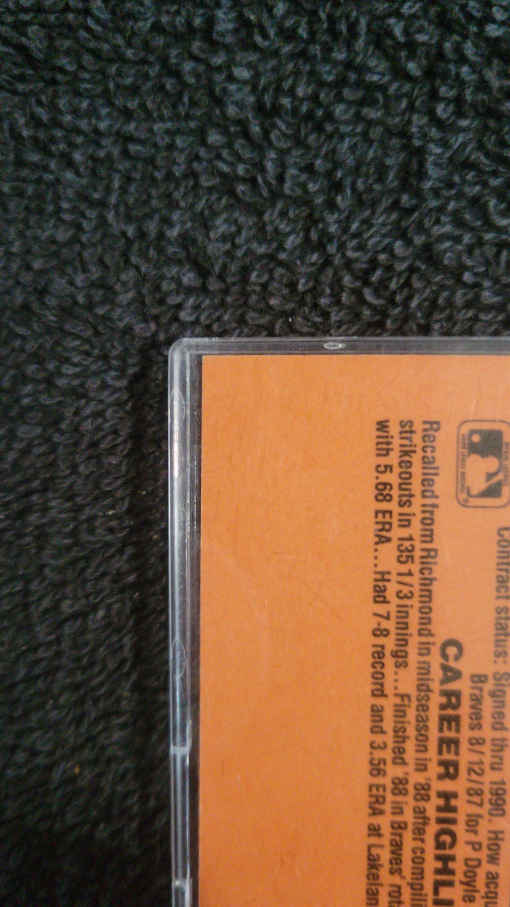 Contract status: Signed thru 1990. How acqu
Braves 8/12/87 for P Doyle
CAREER HIGHLI
Recalled from Richmond in midseason in '88 after compili
strikeouts in 135 1/3 innings...Finished '88 in Braves' rot
with 5.68 ERA...Had 7-8 record and 3.56 ERA at Lakelan